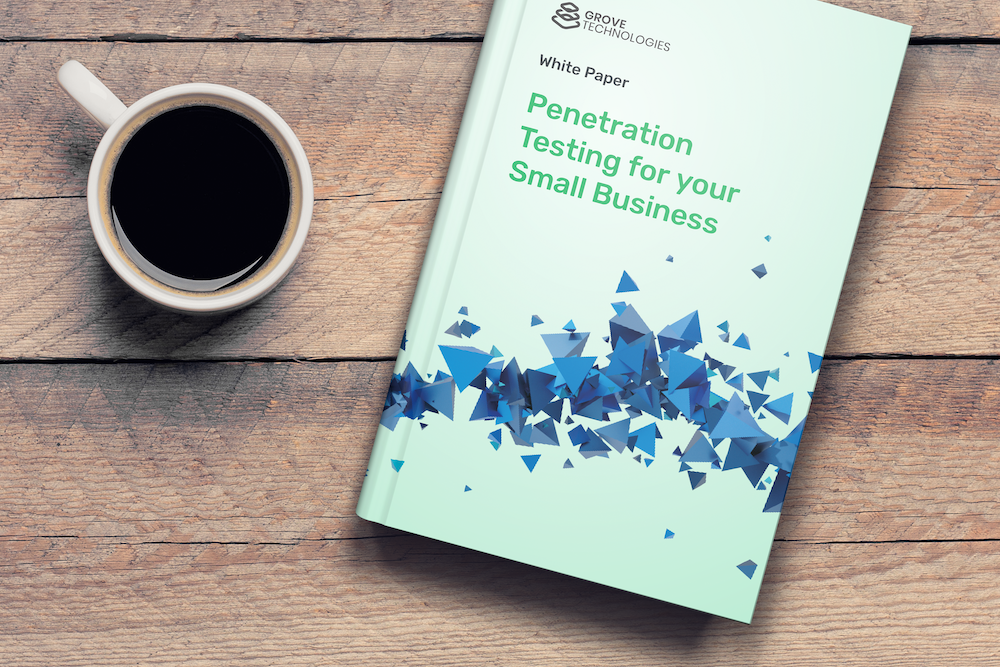 GROVE
TECHNOLOGIES
White Paper
Penetration
Testing for your
Small Business